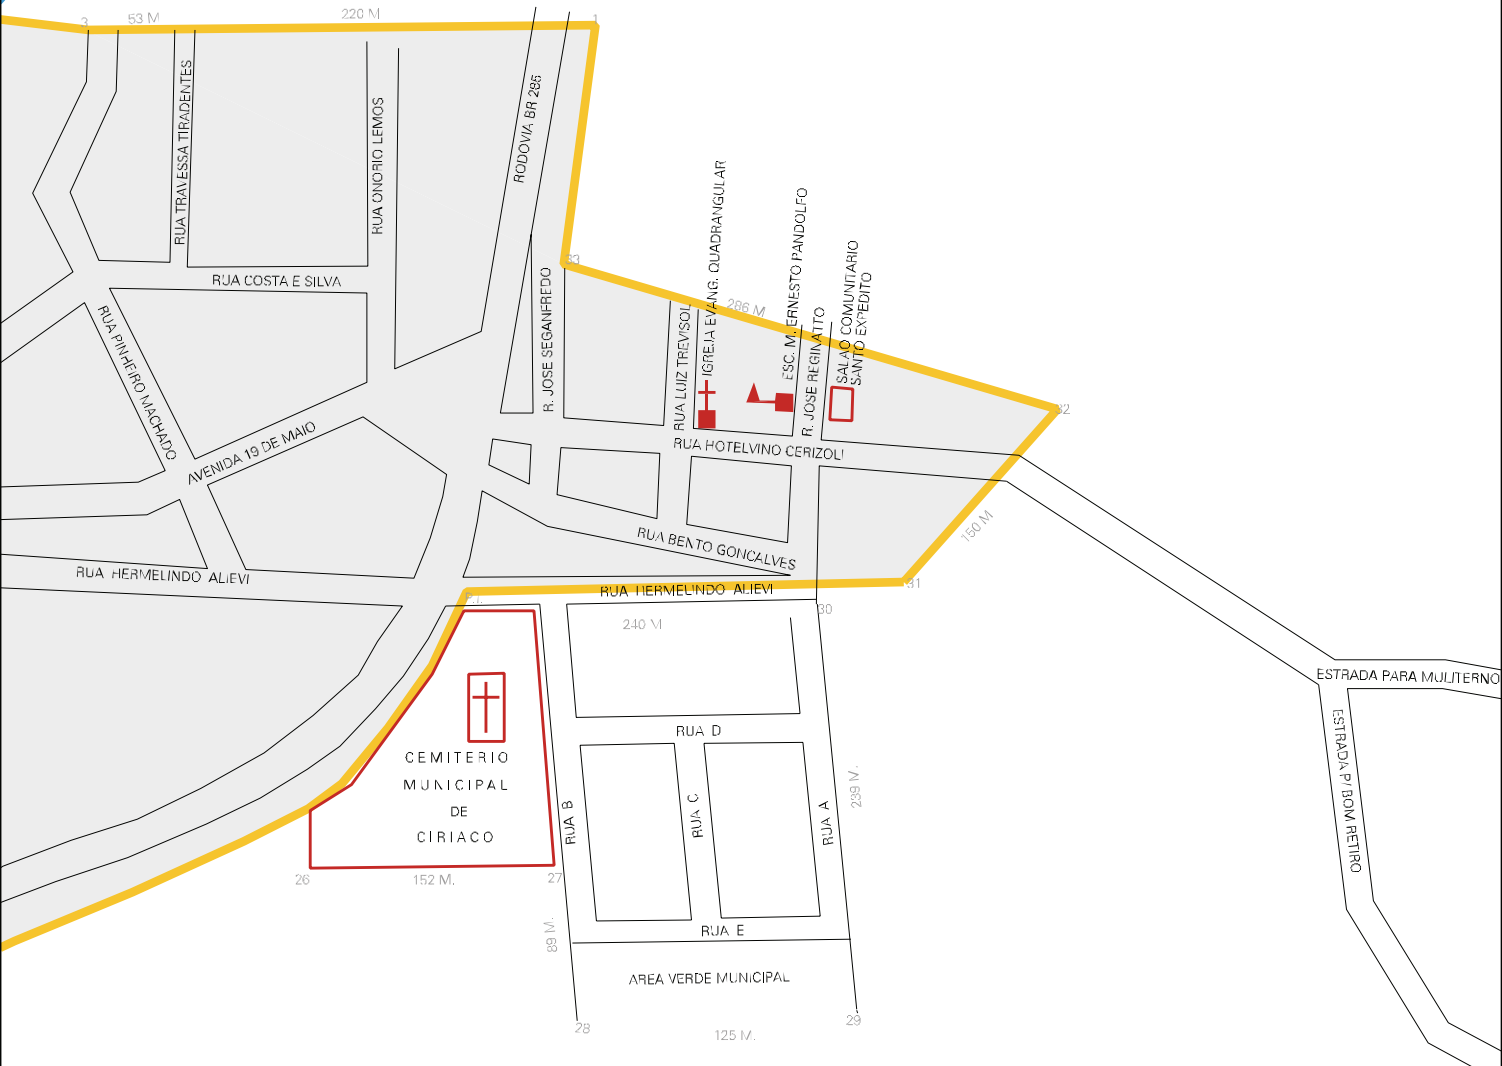 3
53 M
220 M
1
RUA TRAVESSA TIRADENTES
RUA ONORIO LEMOS
RODOVIA BR 285
33
286 M
IGREJA EVANG. QUADRANGULAR
ESC. M. ERNESTO PANDOLFO
SALAO COMUNITARIO
SANTO EXPEDITO
RUA COSTA E SILVA
R. JOSE SEGANFREDO
RUA LUIZ TREVISOL
R. JOSE REGINATTO
RUA PINHEIRO MACHADO
AVENIDA 19 DE MAIO
RUA HOTELVINO CERIZOLI
32
150 M
RUA BENTO GONCALVES
RUA HERMELINDO ALIEVI
RUA HERMELINDO ALIEVI
31
P.I.
30
240 M
ESTRADA PARA MULITERNO
ESTRADA P/ BOM RETIRO
RUA D
CEMITERIO
MUNICIPAL
DE
CIRIACO
RUA B
RUA C
RUA A
239 M.
26
152 M.
27
89 M.
RUA E
AREA VERDE MUNICIPAL
28
125 M.
29